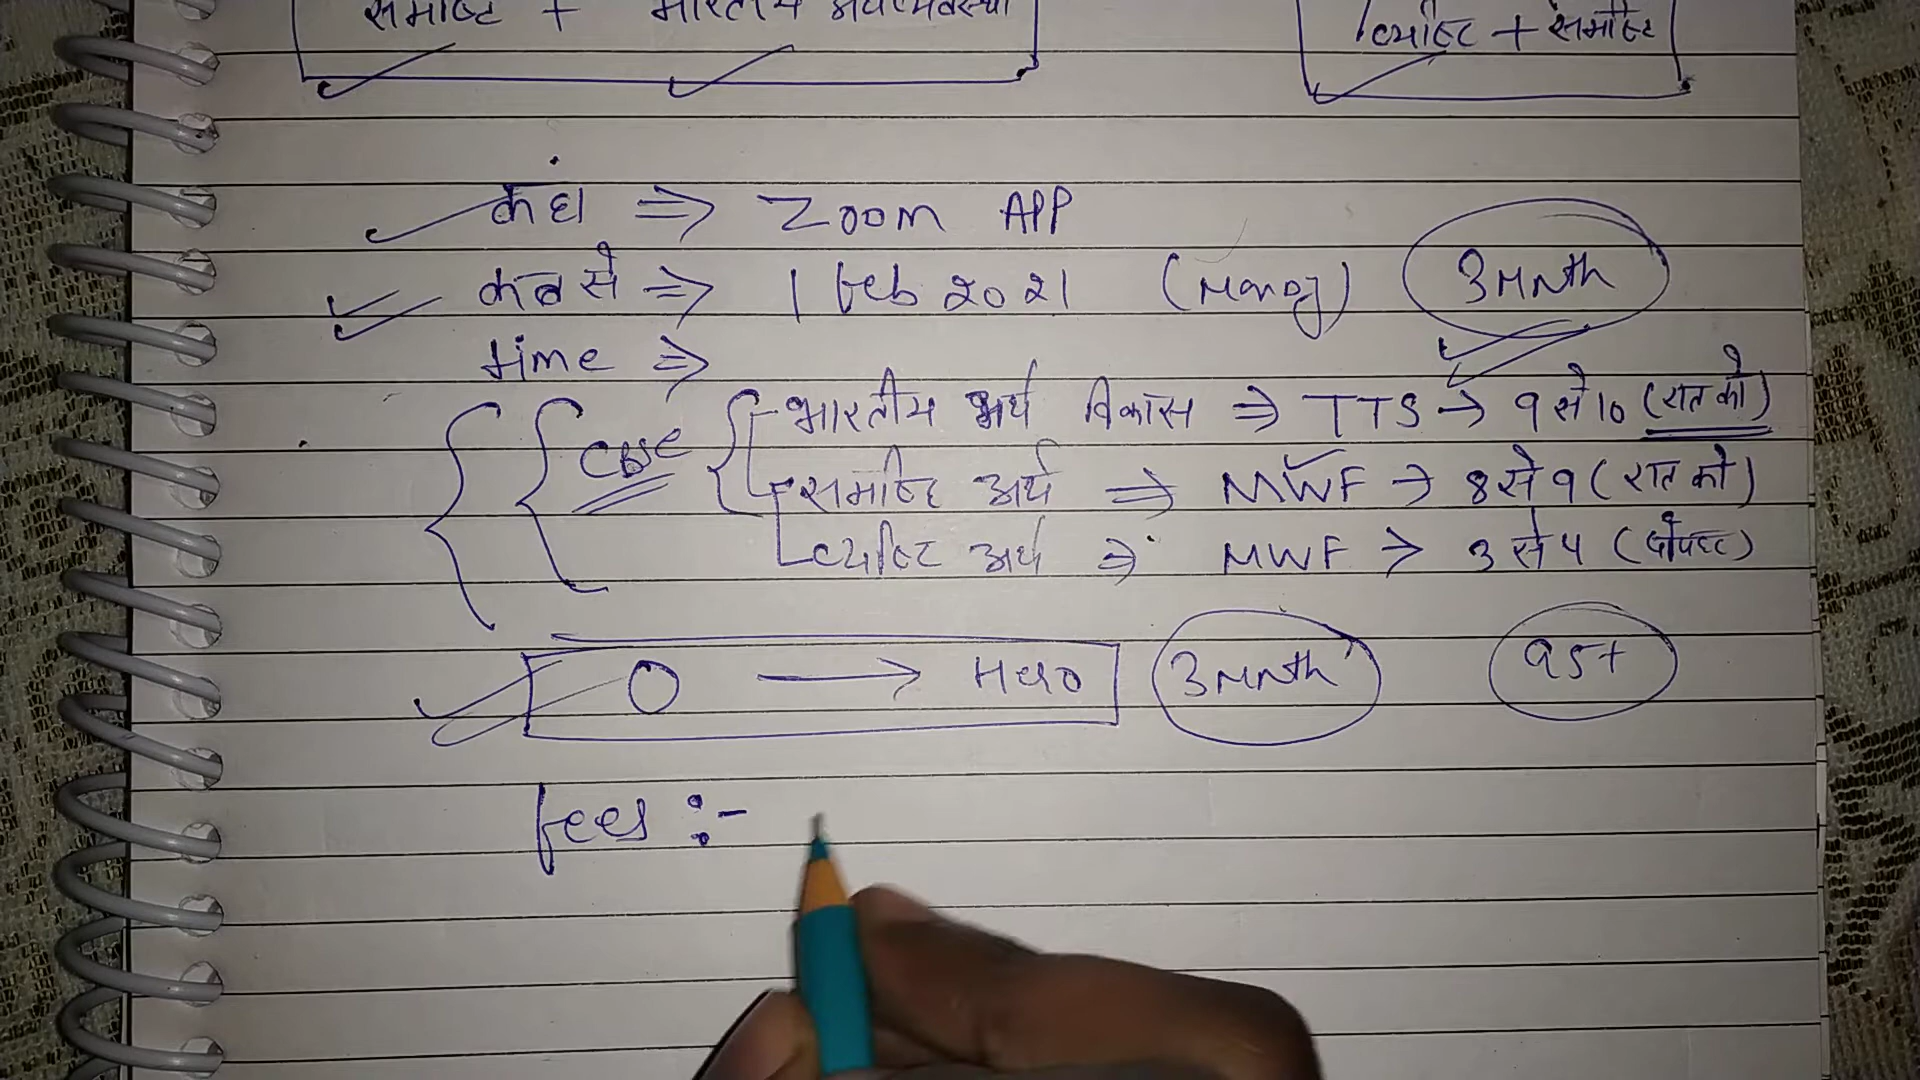 समष्टि + भारतीय अर्थव्यवस्था
व्यष्टि + समष्टि
कहां ⇒ Zoom APP
कब से ⇒ 1 feb 2021 (Monday) 3 Mnth
time ⇒
CBSE
भारतीय अर्थ विकास ⇒ TTS → 9 से 10 (रात को)
समष्टि अर्थ ⇒ MWF → 8 से 9 (रात को)
व्यष्टि अर्थ ⇒ MWF → 3 से 4 (दोपहर)
0 → Hero 3 Mnth 95+
fees :-